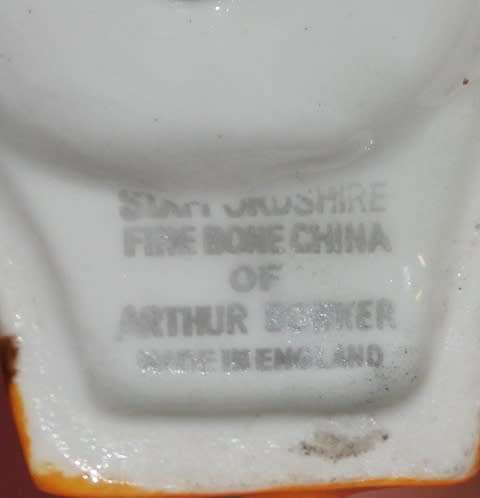 STAFFORDSHIRE
FINE BONE CHINA
OF
ARTHUR BOWKER
MADE IN ENGLAND